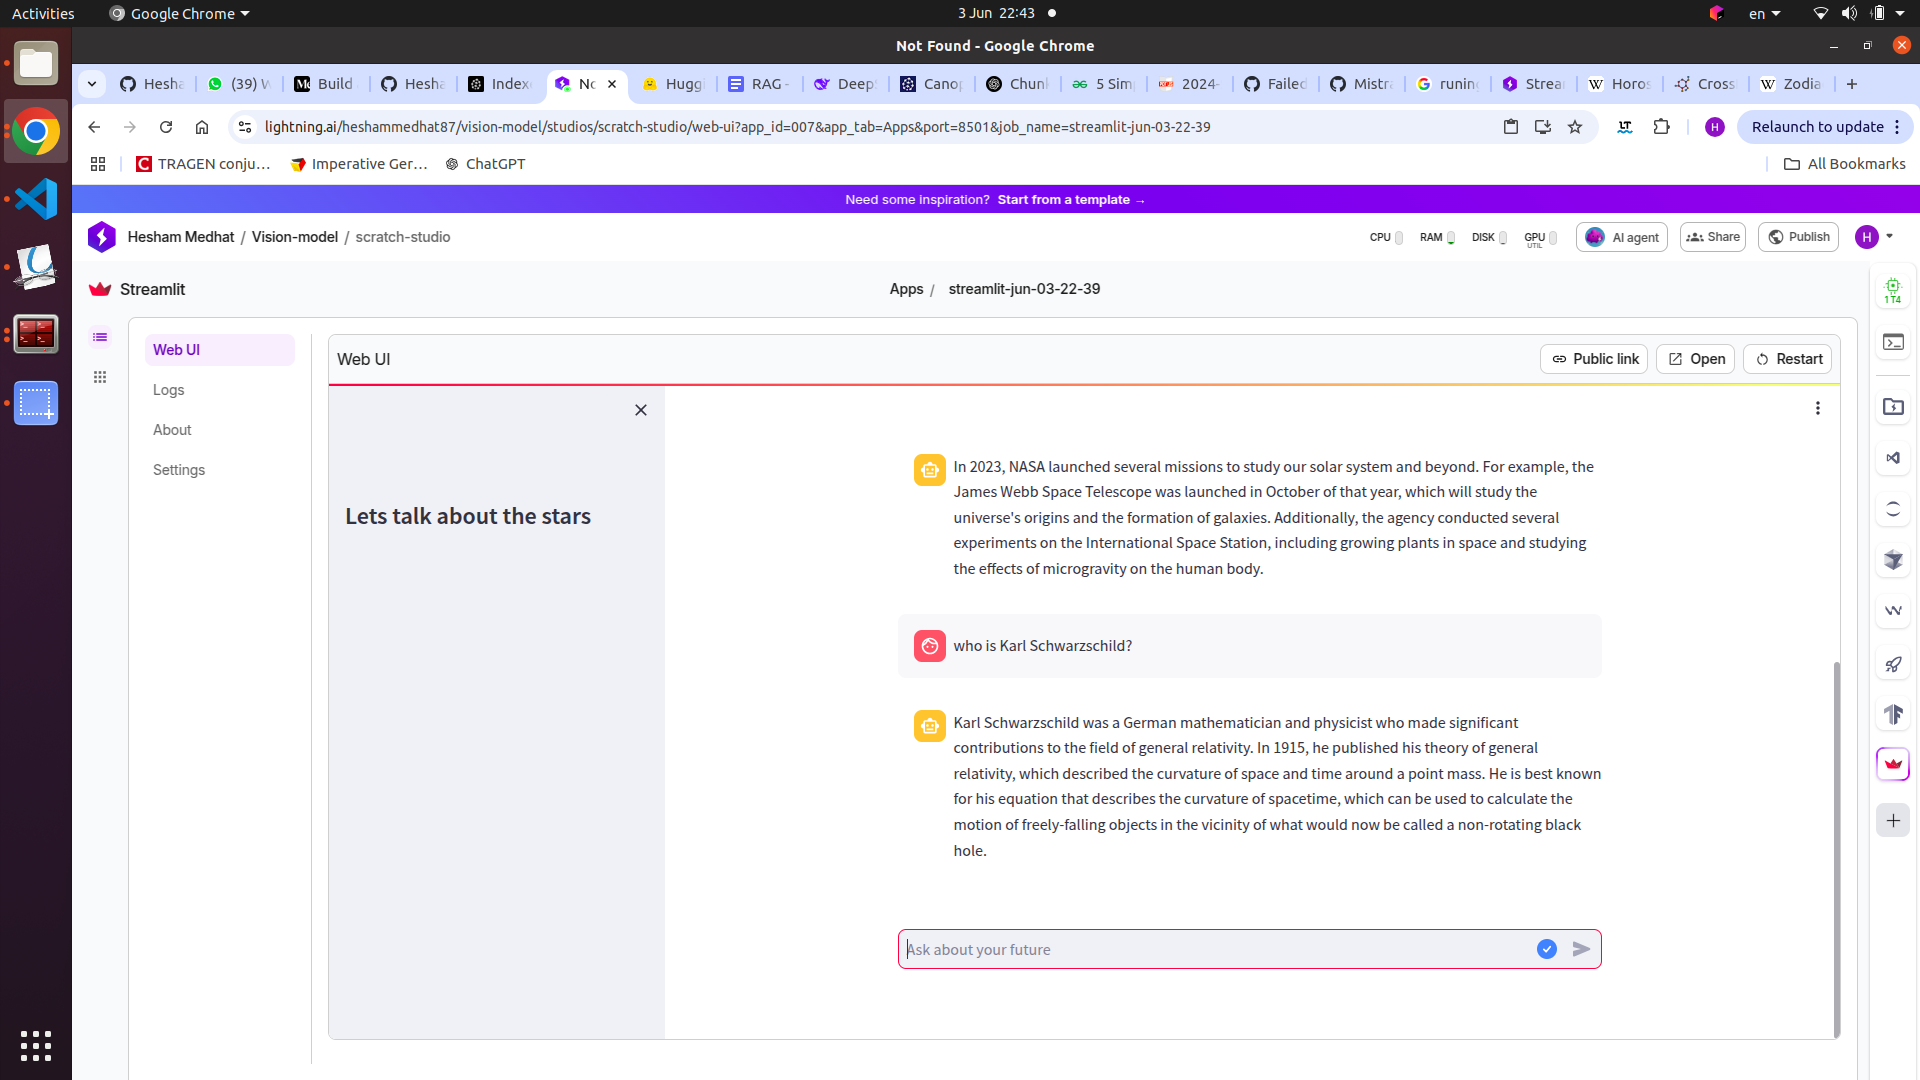 Activities
Google Chrome
3 Jun 22:43
en
Not Found - Google Chrome
Hesha
(39) W
Build
Hesha
Index
No
Huggi
RAG -
Deep
Cano
Chun
5 Sim
2024-
Failed
Mistra
runing
Strea
Horos
Cross
Zodia
lightning.ai/heshammedhat87/vision-model/studios/scratch-studio/web-ui?app_id=007&app_tab=Apps&port=8501&job_name=streamlit-jun-03-22-39
LT
H
Relaunch to update
TRAGEN conju...
Imperative Ger...
ChatGPT
All Bookmarks
Need some inspiration? Start from a template →
Hesham Medhat / Vision-model / scratch-studio
CPU
RAM
DISK
GPU
UTIL
AI agent
Share
Publish
H
Streamlit
Apps / streamlit-jun-03-22-39
1 T4
Web UI
Logs
About
Settings
Web UI
Public link
Open
Restart
Lets talk about the stars
In 2023, NASA launched several missions to study our solar system and beyond. For example, the
James Webb Space Telescope was launched in October of that year, which will study the
universe's origins and the formation of galaxies. Additionally, the agency conducted several
experiments on the International Space Station, including growing plants in space and studying
the effects of microgravity on the human body.
who is Karl Schwarzschild?
Karl Schwarzschild was a German mathematician and physicist who made significant
contributions to the field of general relativity. In 1915, he published his theory of general
relativity, which described the curvature of space and time around a point mass. He is best known
for his equation that describes the curvature of spacetime, which can be used to calculate the
motion of freely-falling objects in the vicinity of what would now be called a non-rotating black
hole.
Ask about your future